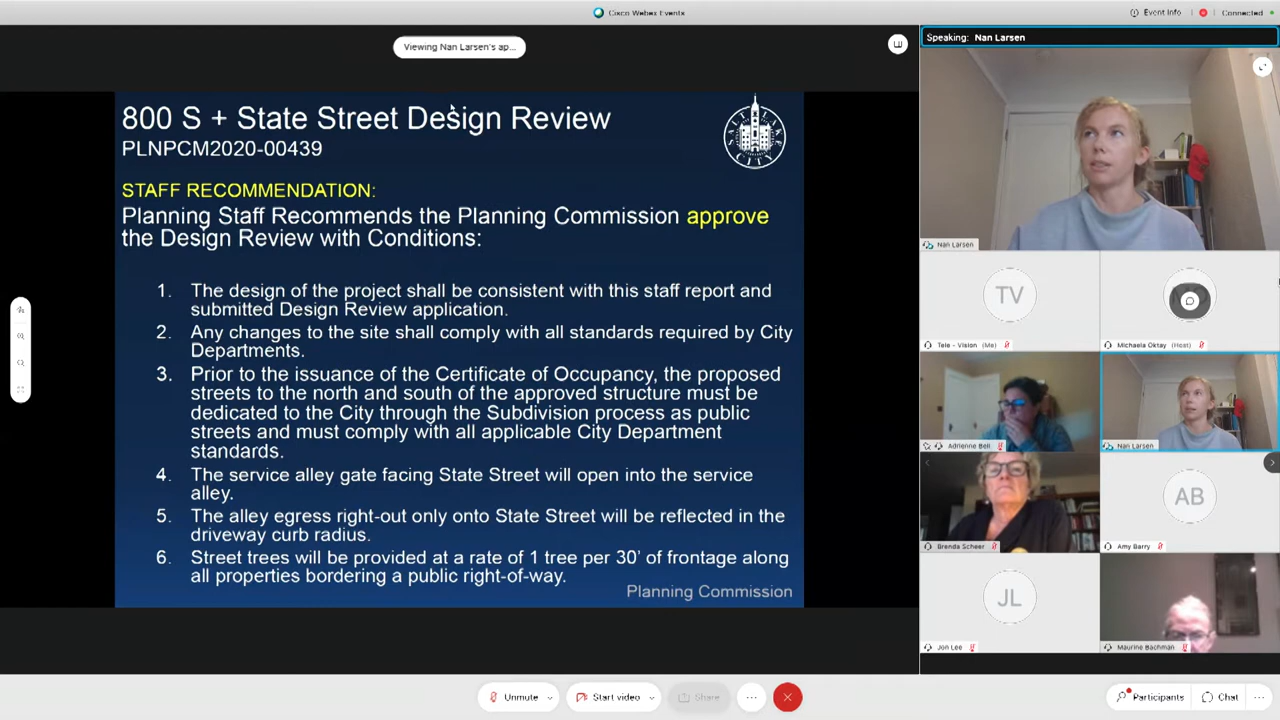 Cisco Webex Events
Event Info
Connected
Viewing Nan Larsen's ap...
Speaking: Nan Larsen
800 S + State Street Design Review
PLNPCM2020-00439
SALT LAKE CITY
STAFF RECOMMENDATION:
Planning Staff Recommends the Planning Commission approve
the Design Review with Conditions:
1. The design of the project shall be consistent with this staff report and
submitted Design Review application.
2. Any changes to the site shall comply with all standards required by City
Departments.
3. Prior to the issuance of the Certificate of Occupancy, the proposed
streets to the north and south of the approved structure must be
dedicated to the City through the Subdivision process as public
streets and must comply with all applicable City Department
standards.
4. The service alley gate facing State Street will open into the service
alley.
5. The alley egress right-out only onto State Street will be reflected in the
driveway curb radius.
6. Street trees will be provided at a rate of 1 tree per 30' of frontage along
all properties bordering a public right-of-way.
Planning Commission
Nan Larsen
TV
Tele - Vision (Me)
Michaela Oktay (Host)
Adrienne Bell
Nan Larsen
Brenda Scheer
AB
Amy Barry
JL
Jon Lee
Maurine Bachman
Unmute
Start video
Share
Participants
Chat